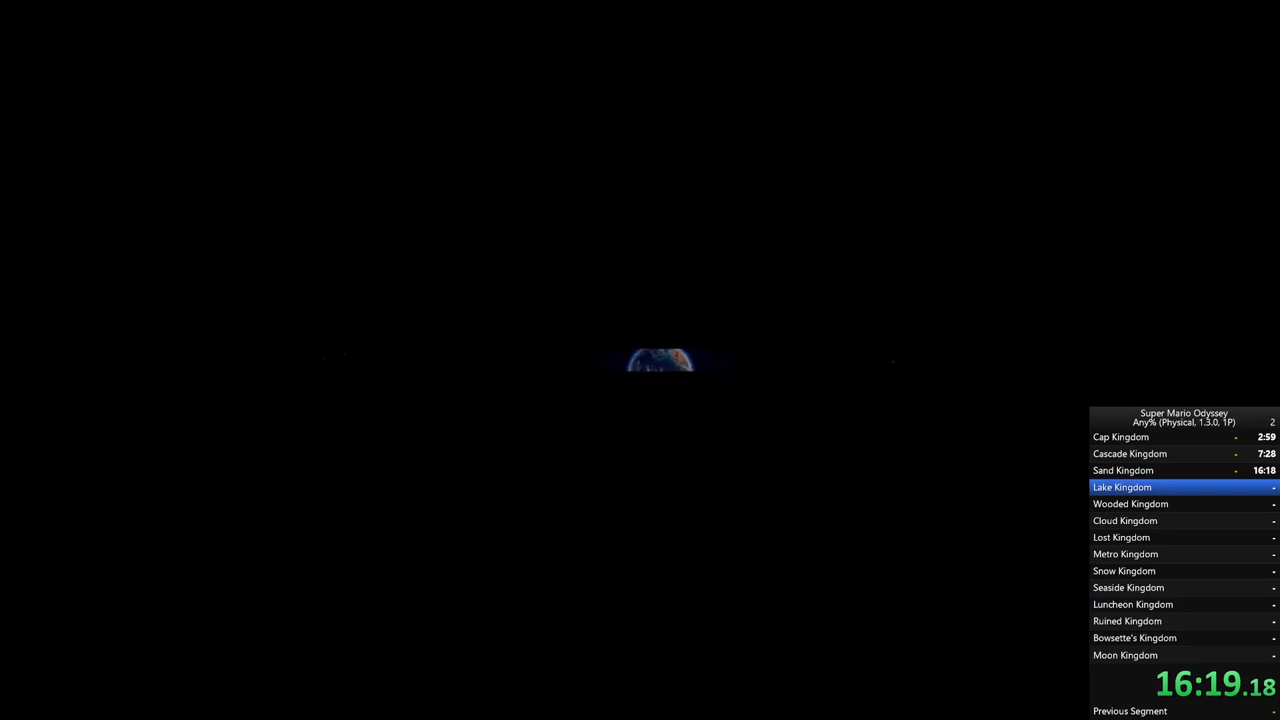 Super Mario Odyssey
Any% (Physical, 1.3.0, 1P) 2
Cap Kingdom - 2:59
Cascade Kingdom - 7:28
Sand Kingdom - 16:18
Lake Kingdom -
Wooded Kingdom -
Cloud Kingdom -
Lost Kingdom -
Metro Kingdom -
Snow Kingdom -
Seaside Kingdom -
Luncheon Kingdom -
Ruined Kingdom -
Bowsette's Kingdom -
Moon Kingdom -
16:19.18
Previous Segment -